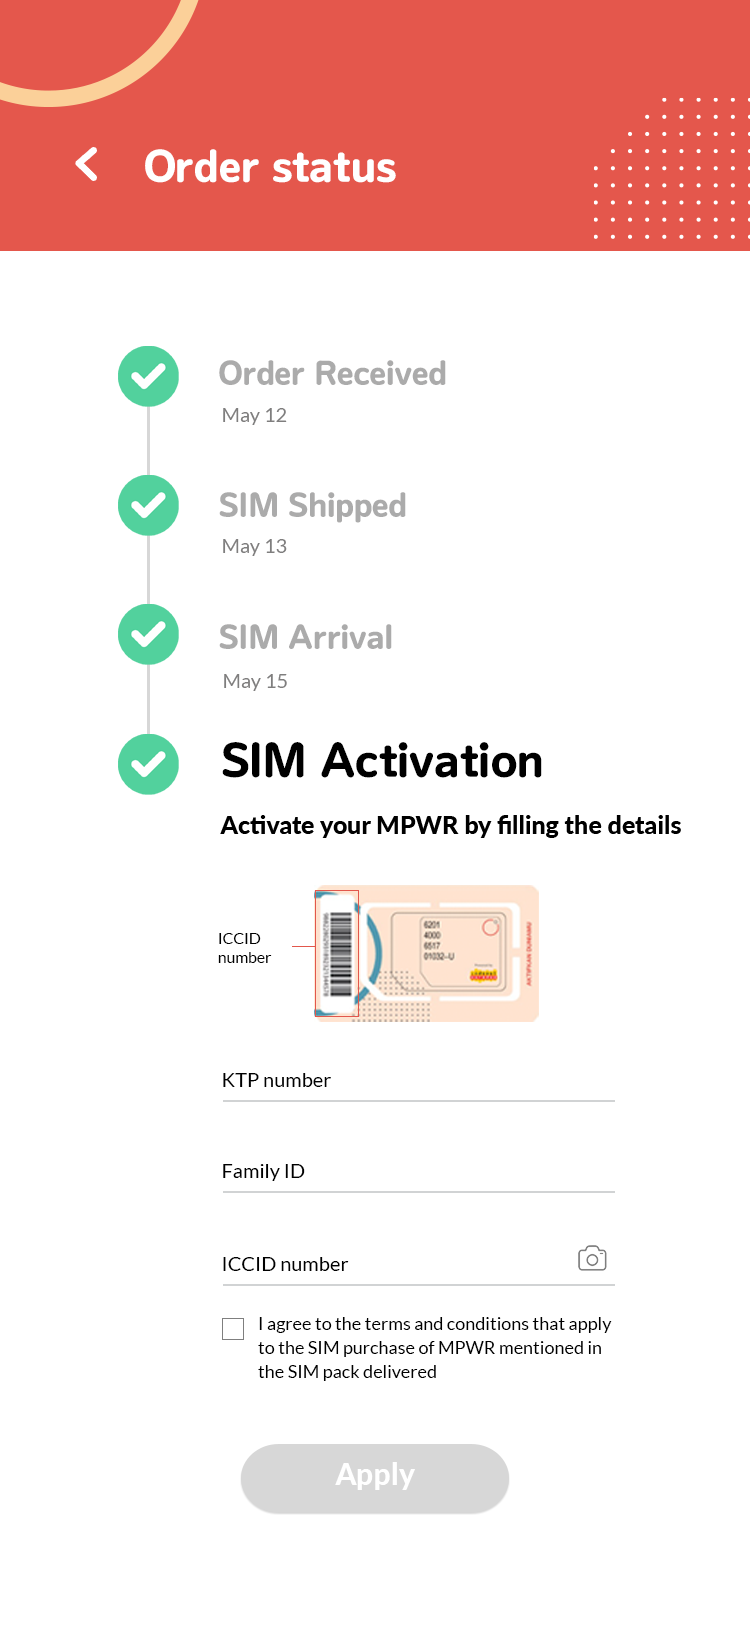 Order status
Order Received
May 12
SIM Shipped
May 13
SIM Arrival
May 15
SIM Activation
Activate your MPWR by filling the details
ICCID
number
6201
4000
6517
01032-U
AKTIFKAN DUNIAMU
KTP number
Family ID
ICCID number
I agree to the terms and conditions that apply
to the SIM purchase of MPWR mentioned in
the SIM pack delivered
Apply